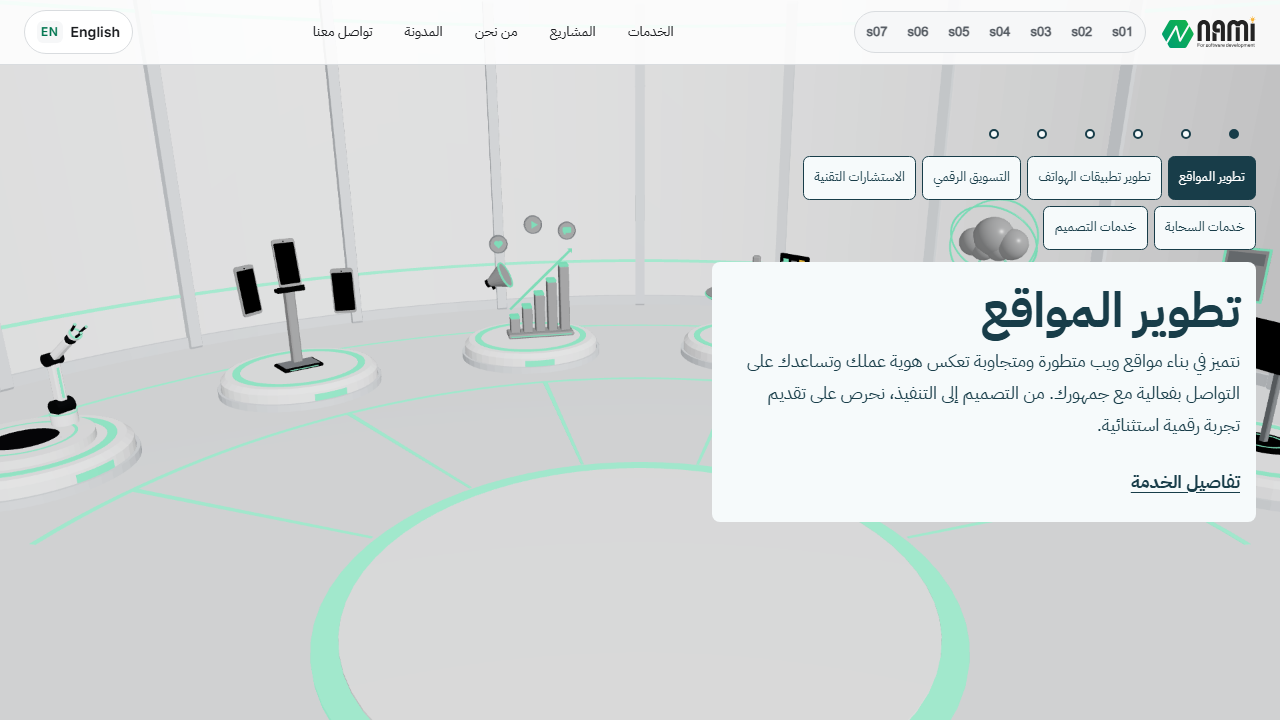 nami
For software development
s01 s02 s03 s04 s05 s06 s07
الخدمات المشاريع من نحن المدونة تواصل معنا
EN English
تطوير المواقع تطوير تطبيقات الهواتف التسويق الرقمي الاستشارات التقنية
خدمات السحابة خدمات التصميم
تطوير المواقع
نتميز في بناء مواقع ويب متطورة ومتجاوبة تعكس هوية عملك وتساعدك على
التواصل بفعالية مع جمهورك. من التصميم إلى التنفيذ، نحرص على تقديم
تجربة رقمية استثنائية.
تفاصيل الخدمة